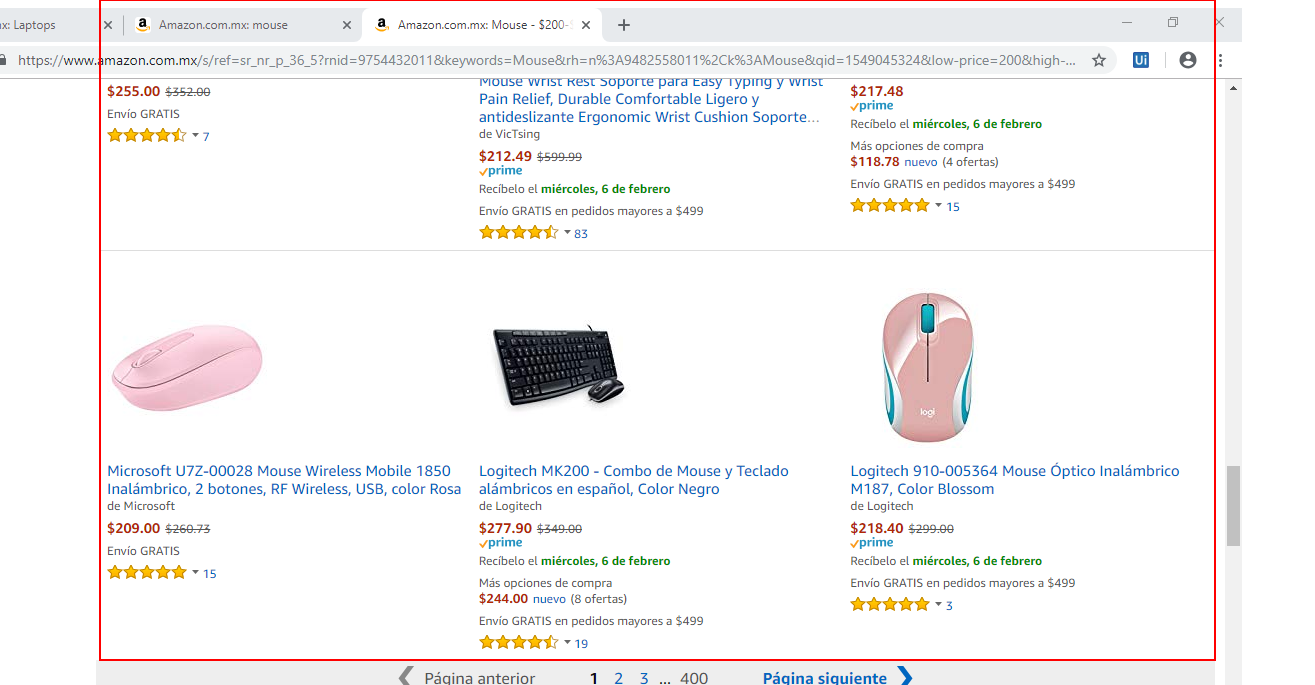 x: Laptops
Amazon.com.mx: mouse
Amazon.com.mx: Mouse - $200-
https://www.amazon.com.mx/s/ref=sr_nr_p_36_5?rnid=9754432011&keywords=Mouse&rh=n%3A9482558011%2Ck%3AMouse&qid=1549045324&low-price=200&high-...
Ui
$255.00 $352.00
Envío GRATIS
7
Mouse Wrist Rest Soporte para Easy Typing y Wrist
Pain Relief, Durable Comfortable Ligero y
antideslizante Ergonomic Wrist Cushion Soporte...
de VicTsing
$212.49 $599.99
prime
Recíbelo el miércoles, 6 de febrero
Envío GRATIS en pedidos mayores a $499
83
$217.48
prime
Recíbelo el miércoles, 6 de febrero
Más opciones de compra
$118.78 nuevo (4 ofertas)
Envío GRATIS en pedidos mayores a $499
15
logi
Microsoft U7Z-00028 Mouse Wireless Mobile 1850
Inalámbrico, 2 botones, RF Wireless, USB, color Rosa
de Microsoft
$209.00 $260.73
Envío GRATIS
15
Logitech MK200 - Combo de Mouse y Teclado
alámbricos en español, Color Negro
de Logitech
$277.90 $349.00
prime
Recíbelo el miércoles, 6 de febrero
Más opciones de compra
$244.00 nuevo (8 ofertas)
Envío GRATIS en pedidos mayores a $499
19
Logitech 910-005364 Mouse Óptico Inalámbrico
M187, Color Blossom
de Logitech
$218.40 $299.00
prime
Recíbelo el miércoles, 6 de febrero
Envío GRATIS en pedidos mayores a $499
3
Página anterior 1 2 3 ... 400 Página siguiente